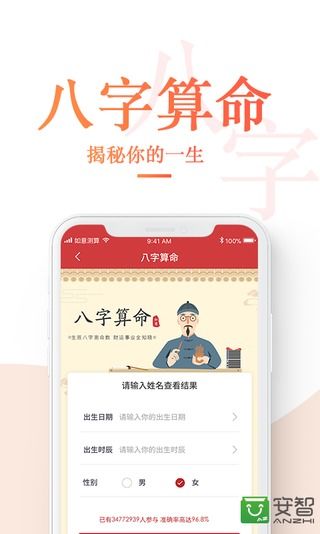 八字算命
揭秘你的一生
如意测算
9:41 AM
100%
八字算命
八字算命
生辰八字测命数 财运事业全知晓
请输入姓名查看结果
出生日期 请输入你的出生日期
出生时辰 请输入你的出生时辰
性别 男 女
已有34772939人参与 准确率高达96.8%
安智
ANZHI